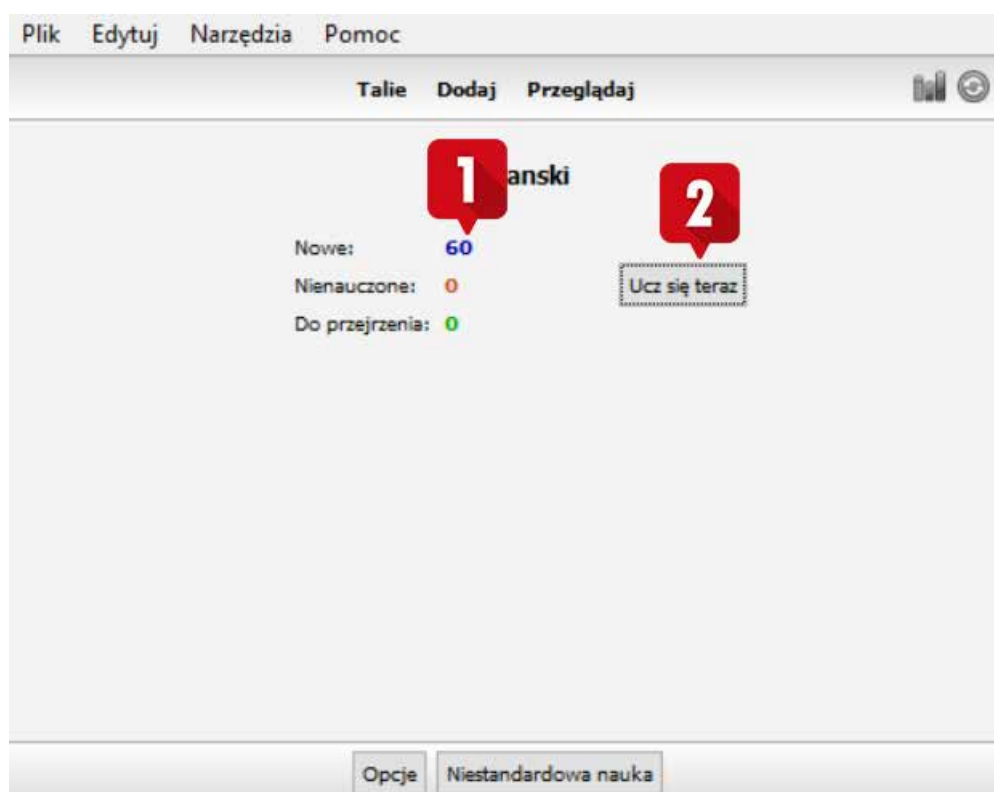 Plik Edytuj Narzędzia Pomoc
Talie Dodaj Przeglądaj
1 anski
2
Nowe: 60
Nienauczone: 0
Ucz się teraz
Do przejrzenia: 0
Opcje Niestandardowa nauka